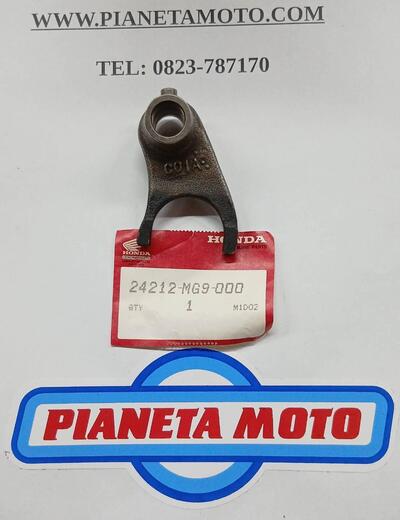 WWW.PIANETAMOTO.COM
TEL: 0823-787170
HONDA
HONDA
24212-MG9-000
QTY 1 M1D02
PIANETA MOTO